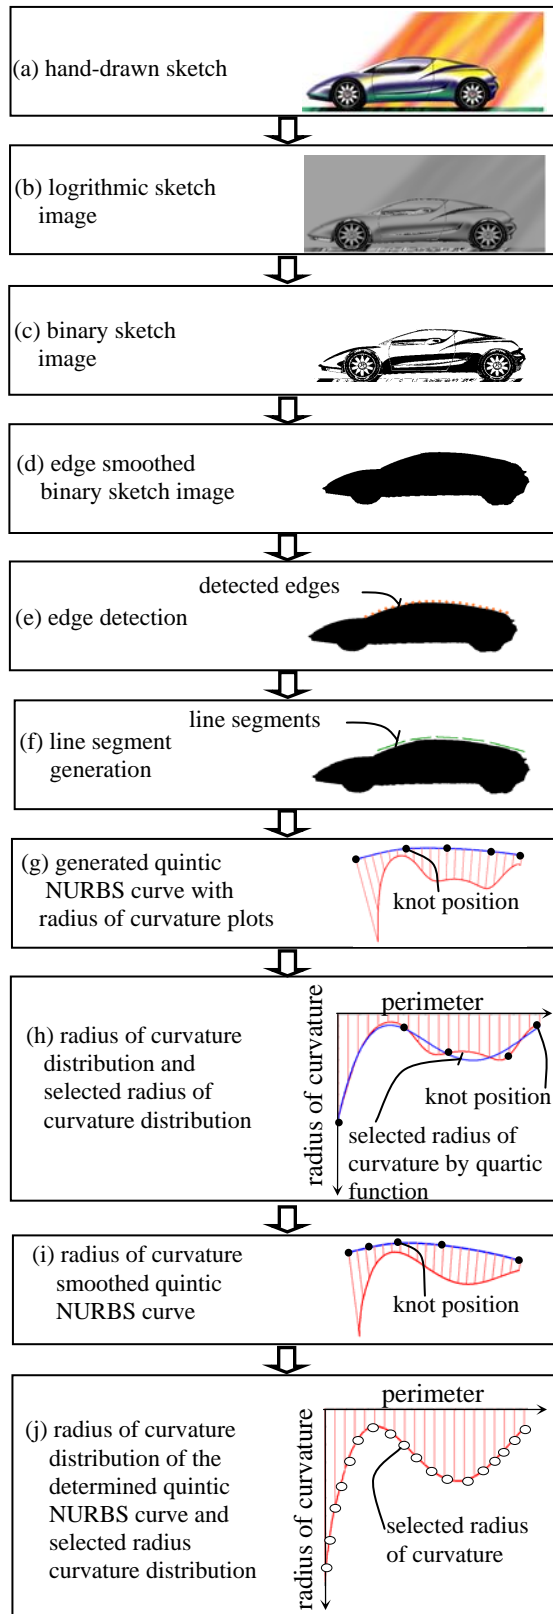 (a) hand-drawn sketch
(b) logrithmic sketch
image
(c) binary sketch
image
(d) edge smoothed
binary sketch image
detected edges
(e) edge detection
line segments
(f) line segment
generation
(g) generated quintic
NURBS curve with
radius of curvature plots
knot position
perimeter
radius of curvature
(h) radius of curvature
distribution and
selected radius of
curvature distribution
knot position
selected radius of
curvature by quartic
function
(i) radius of curvature
smoothed quintic
NURBS curve
knot position
perimeter
radius of curvature
(j) radius of curvature
distribution of the
determined quintic
NURBS curve and
selected radius
curvature distribution
selected radius
of curvature